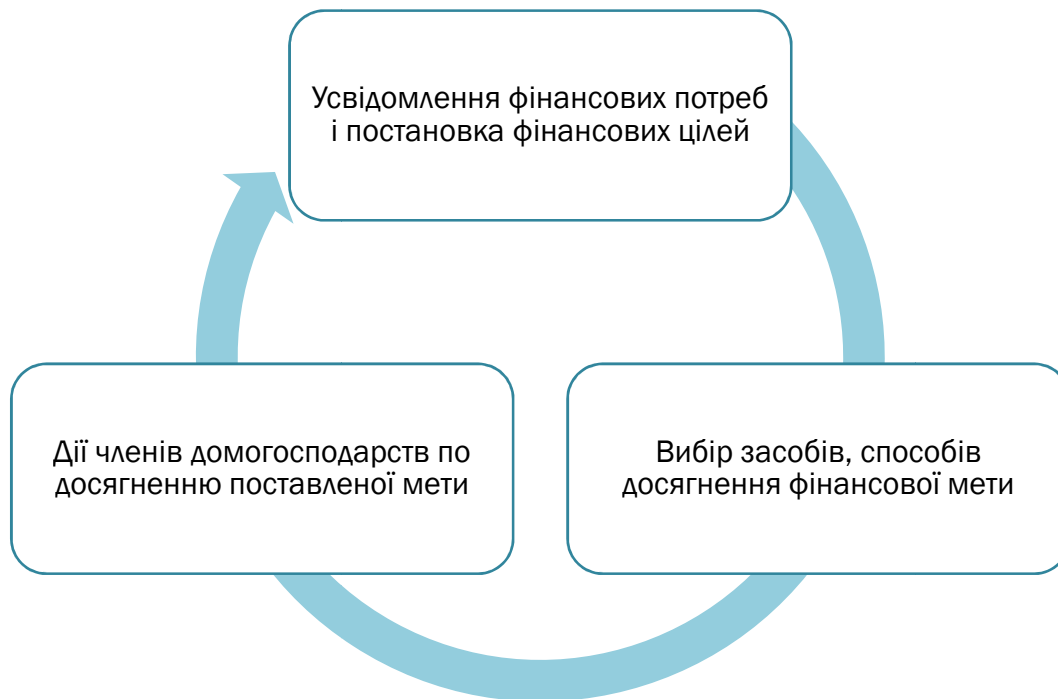 Усвідомлення фінансових потреб
і постановка фінансових цілей
Вибір засобів, способів
досягнення фінансової мети
Дії членів домогосподарств по
досягненню поставленої мети